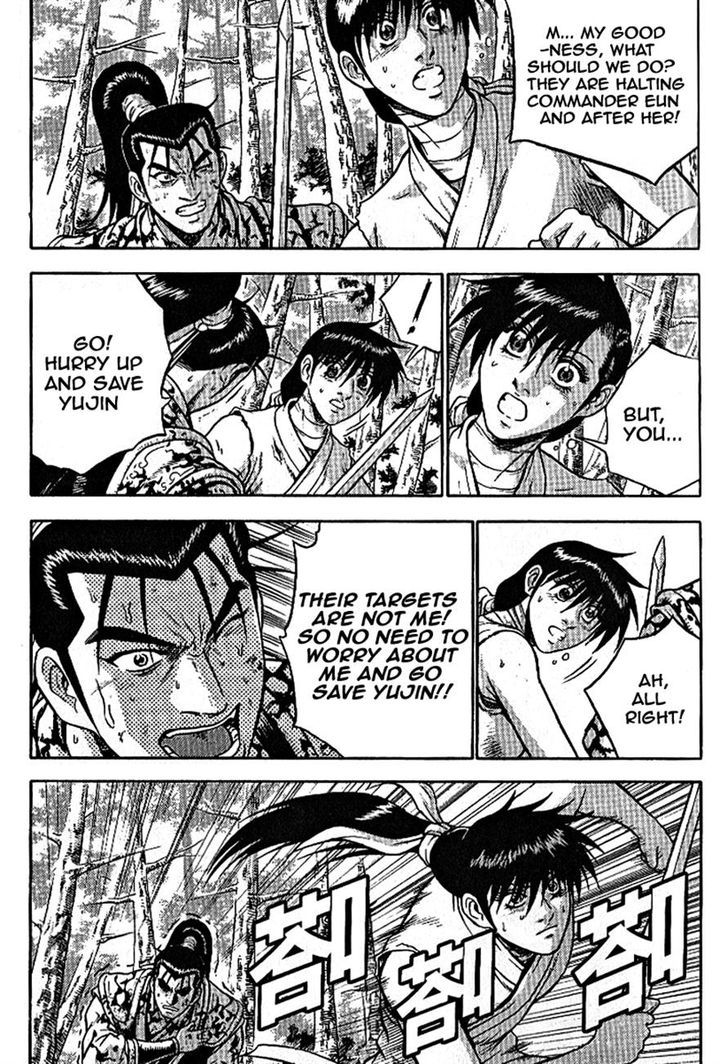 M... MY GOOD
-NESS, WHAT
SHOULD WE DO?
THEY ARE HALTING
COMMANDER EUN
AND AFTER HER!
GO!
HURRY UP
AND SAVE
YUJIN
!
BUT,
YOU...
THEIR TARGETS
ARE NOT ME!
SO NO NEED TO
WORRY ABOUT
ME AND GO
SAVE YUJIN!!
AH,
ALL
RIGHT!